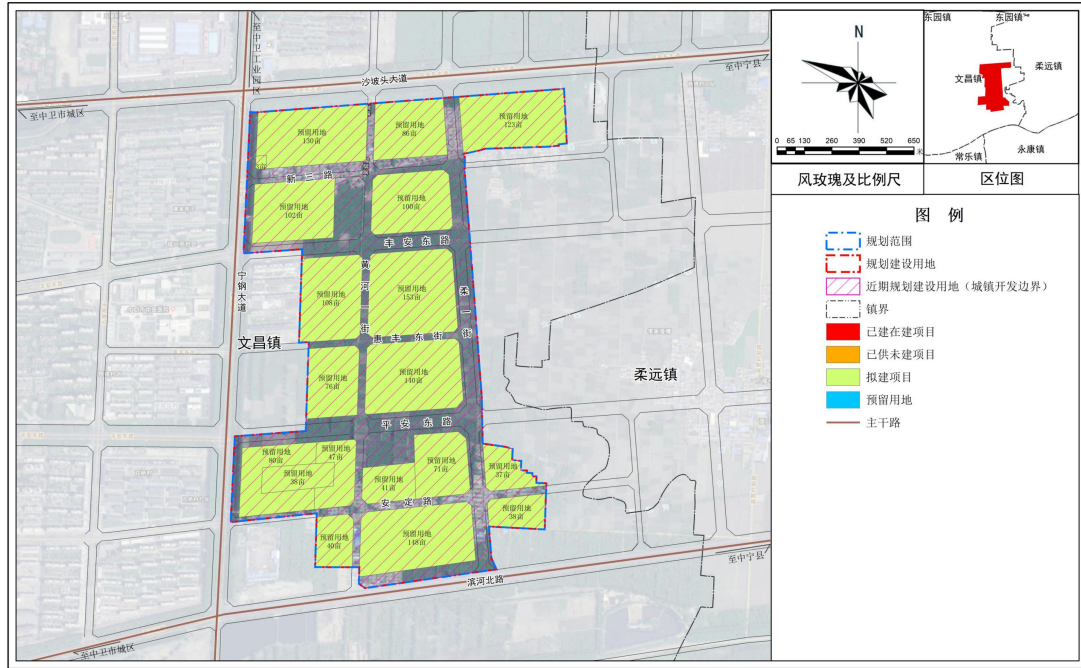 至中卫工业园区
沙坡头大道
至中宁县
至中卫市城区
预留用地
130亩
预留用地
86亩
预留用地
123亩
新三路
预留用地
102亩
预留用地
100亩
丰安东路
宁钢大道
黄河一街
柔一街
预留用地
108亩
预留用地
153亩
惠丰东街
文昌镇
柔远镇
预留用地
76亩
预留用地
140亩
平安东路
预留用地
80亩
预留用地
47亩
预留用地
38亩
预留用地
71亩
预留用地
41亩
预留用地
37亩
安定路
预留用地
38亩
预留用地
40亩
预留用地
148亩
至中宁县
滨河北路
至中卫市城区
N
0 65 130 260 390 520 650
米
风玫瑰及比例尺
东园镇
东园镇
柔远镇
文昌镇
永康镇
常乐镇
区位图
图 例
规划范围
规划建设用地
近期规划建设用地（城镇开发边界）
镇界
已建在建项目
已供未建项目
拟建项目
预留用地
主干路